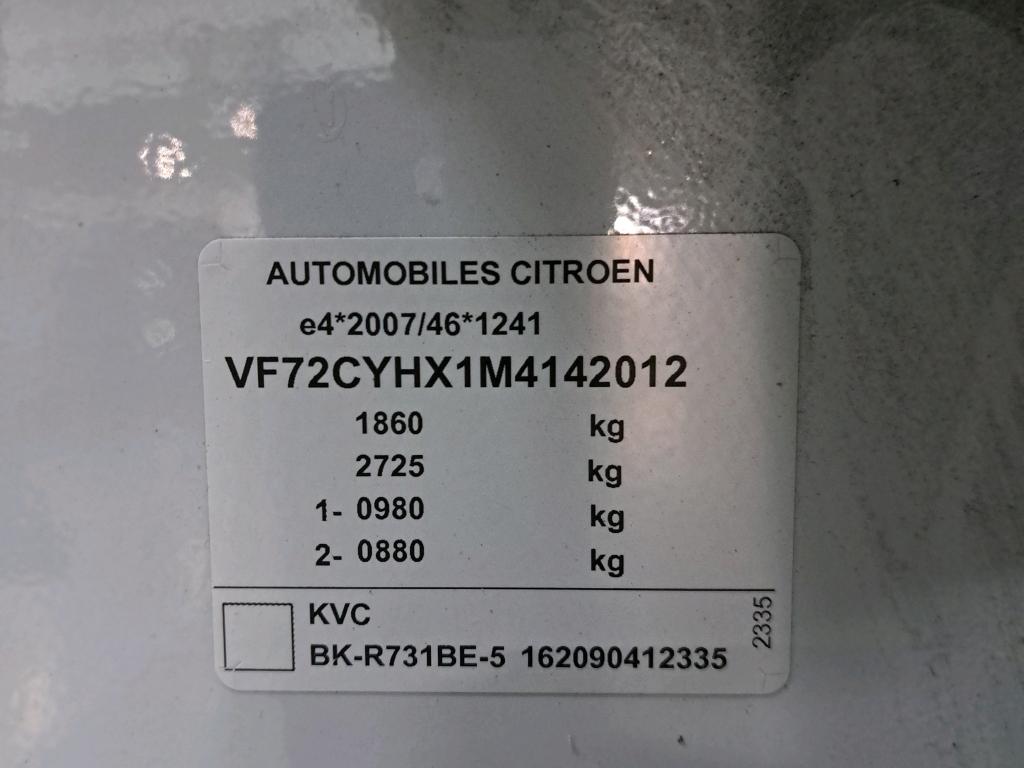 AUTOMOBILES CITROEN
e4*2007/46*1241
VF72CYHX1M4142012
1860 kg
2725 kg
1- 0980 kg
2- 0880 kg
KVC
BK-R731BE-5 162090412335
2335